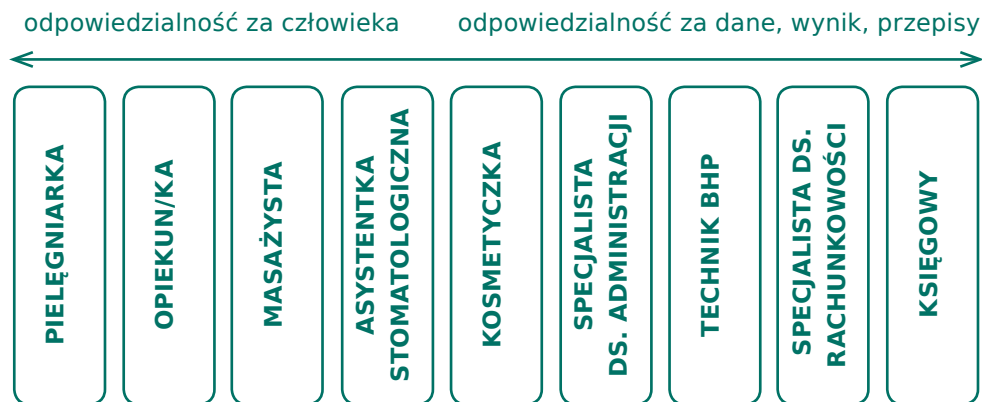 odpowiedzialność za człowieka
odpowiedzialność za dane, wynik, przepisy
PIELĘGNIARKA
OPIEKUN/KA
MASAŻYSTA
ASYSTENTKA
STOMATOLOGICZNA
KOSMETYCZKA
SPECJALISTA
DS. ADMINISTRACJI
TECHNIK BHP
SPECJALISTA DS.
RACHUNKOWOŚCI
KSIĘGOWY